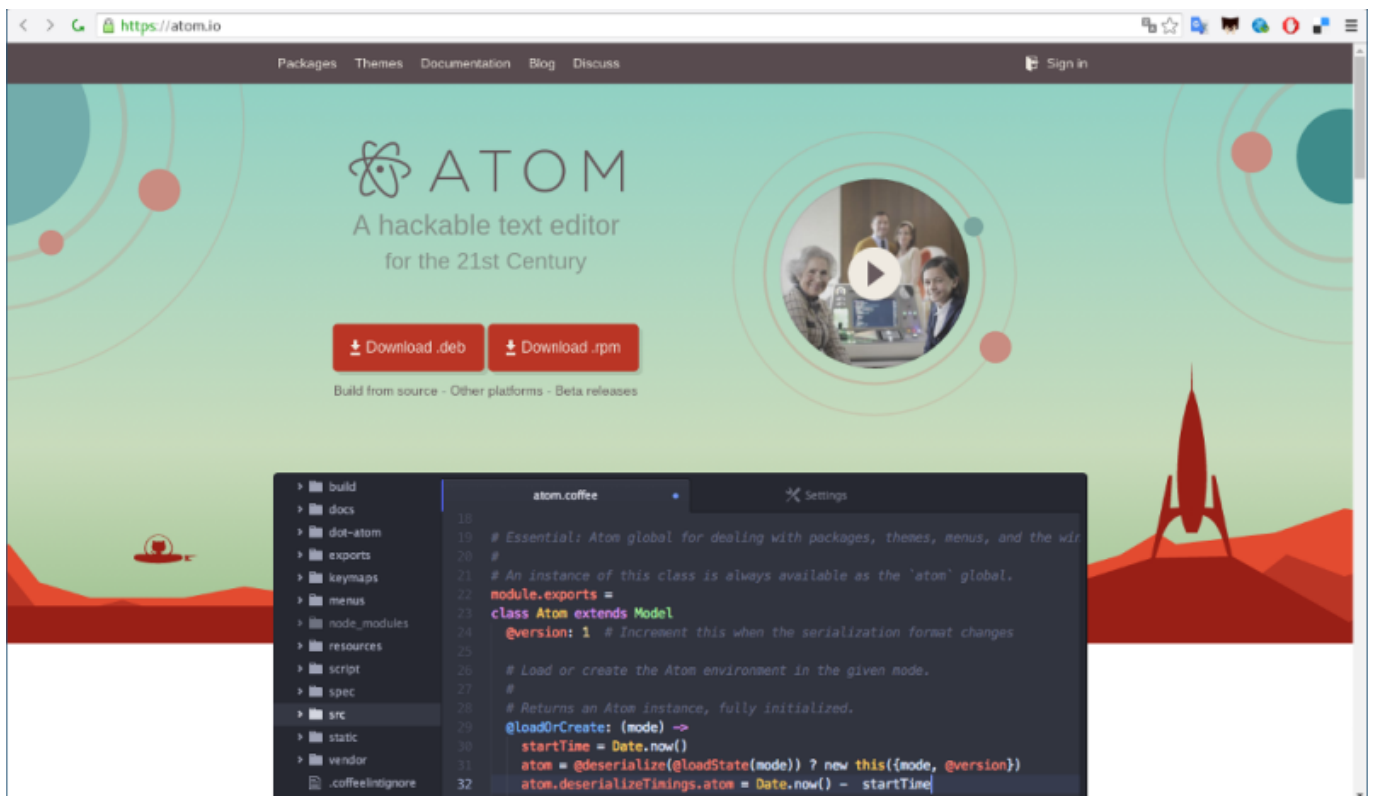 https://atom.io
Packages Themes Documentation Blog Discuss Sign in
ATOM
A hackable text editor
for the 21st Century
Download .deb Download .rpm
Build from source - Other platforms - Beta releases
build
docs
dot-atom
exports
keymaps
menus
node_modules
resources
script
spec
src
static
vendor
.coffeelintignore
atom.coffee Settings
18
19 # Essential: Atom global for dealing with packages, themes, menus, and the win
20 #
21 # An instance of this class is always available as the `atom` global.
22 module.exports =
23 class Atom extends Model
24 @version: 1 # Increment this when the serialization format changes
25
26 # Load or create the Atom environment in the given mode.
27 #
28 # Returns an Atom instance, fully initialized.
29 @loadOrCreate: (mode) ->
30 startTime = Date.now()
31 atom = @deserialize(@loadState(mode)) ? new this({mode, @version})
32 atom.deserializeTimings.atom = Date.now() - startTime